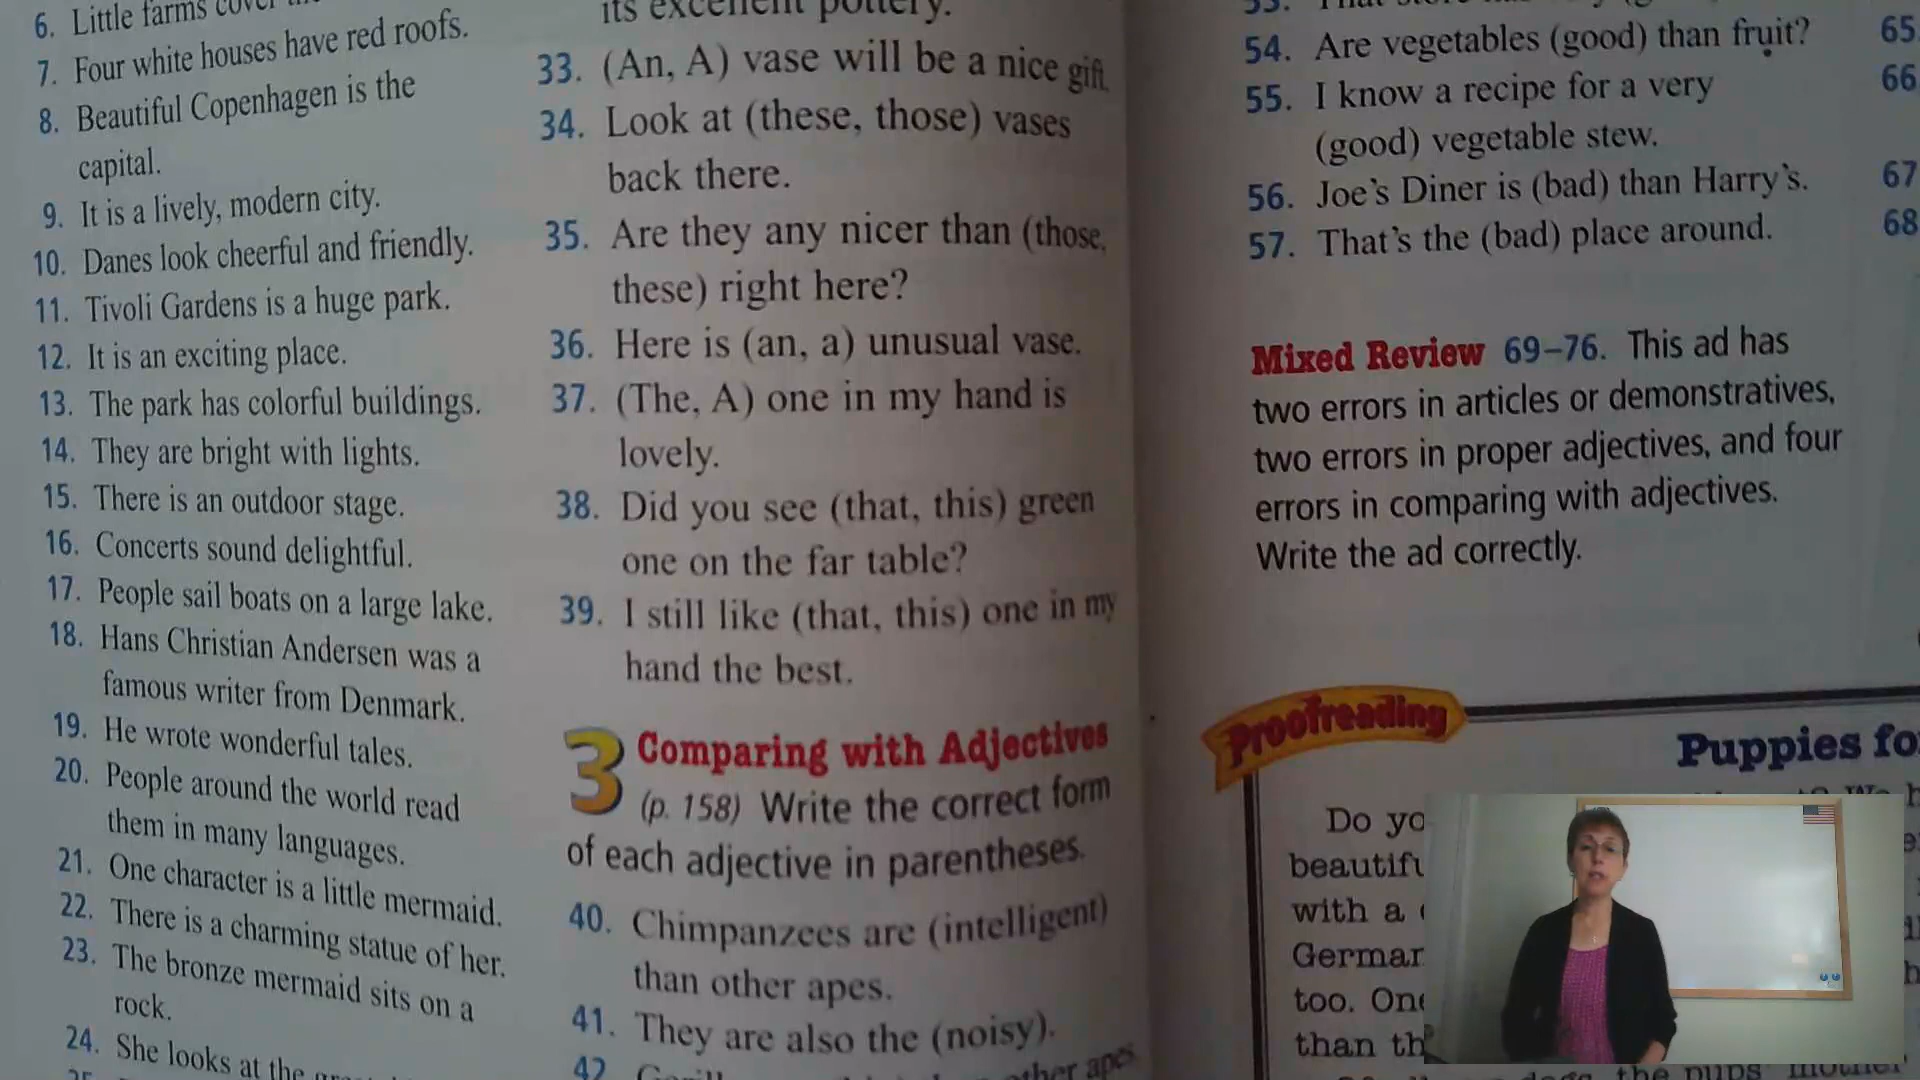 6. Little farms
7. Four white houses have red roofs.
8. Beautiful Copenhagen is the
capital.
9. It is a lively, modern city.
10. Danes look cheerful and friendly.
11. Tivoli Gardens is a huge park.
12. It is an exciting place.
13. The park has colorful buildings.
14. They are bright with lights.
15. There is an outdoor stage.
16. Concerts sound delightful.
17. People sail boats on a large lake.
18. Hans Christian Andersen was a
famous writer from Denmark.
19. He wrote wonderful tales.
20. People around the world read
them in many languages.
21. One character is a little mermaid.
22. There is a charming statue of her.
23. The bronze mermaid sits on a
rock.
24. She looks at the
its excellent pottery.
33. (An, A) vase will be a nice gift.
34. Look at (these, those) vases
back there.
35. Are they any nicer than (those,
these) right here?
36. Here is (an, a) unusual vase.
37. (The, A) one in my hand is
lovely.
38. Did you see (that, this) green
one on the far table?
39. I still like (that, this) one in my
hand the best.
3 Comparing with Adjectives
(p. 158) Write the correct form
of each adjective in parentheses.
40. Chimpanzees are (intelligent)
than other apes.
41. They are also the (noisy).
42. other apes
53. That
54. Are vegetables (good) than fruit?
55. I know a recipe for a very
(good) vegetable stew.
56. Joe's Diner is (bad) than Harry's.
57. That's the (bad) place around.
65
66
67
68
Mixed Review 69–76. This ad has
two errors in articles or demonstratives,
two errors in proper adjectives, and four
errors in comparing with adjectives.
Write the ad correctly.
Proofreading
Puppies fo
Do yo
beautifu
with a
German
too. One
than th
the pups' mother